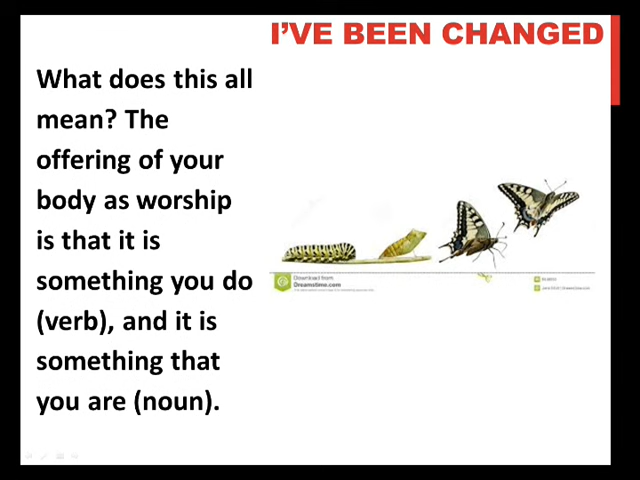 I'VE BEEN CHANGED
What does this all
mean? The
offering of your
body as worship
is that it is
something you do
(verb), and it is
something that
you are (noun).
Download from
Dreamstime.com